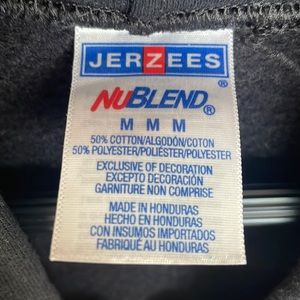 JERZEES
®
NUBLEND®
M M M
50% COTTON/ALGODÓN/COTON
50% POLYESTER/POLIÉSTER/POLYESTER
EXCLUSIVE OF DECORATION
EXCEPTO DECORACIÓN
GARNITURE NON COMPRISE
MADE IN HONDURAS
HECHO EN HONDURAS
CON INSUMOS IMPORTADOS
FABRIQUÉ AU HONDURAS